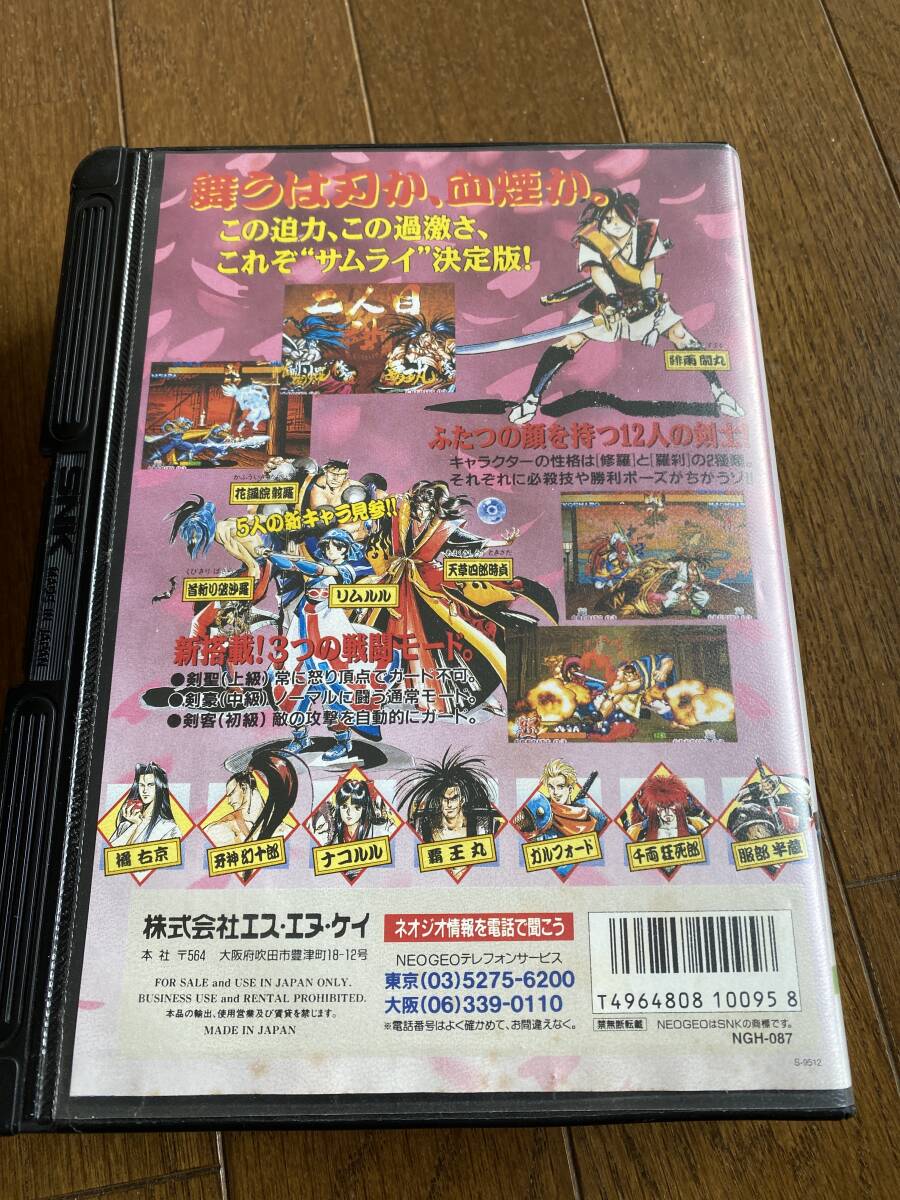 舞うは刃か、血煙か。
この迫力、この過激さ、
これぞ“サムライ”決定版!
二人目
緋雨閑丸
ふたつの顔を持つ12人の剣士!
キャラクターの性格は[修羅]と[羅刹]の2種類。
それぞれに必殺技や勝利ポーズがちがうゾ!!
花諷院骸羅
5人の新キャラ見参!!
くびきり
首斬り破沙羅
リムルル
天草四郎時貞
新搭載!3つの戦闘モード。
●剣聖(上級)常に怒り頂点でガード不可。
●剣豪(中級)ノーマルに闘う通常モード。
●剣客(初級)敵の攻撃を自動的にガード。
橘右京
牙神幻十郎
ナコルル
覇王丸
ガルフォード
千両狂死郎
服部半蔵
SNK
MADE IN JAPAN
株式会社エス・エヌ・ケイ
本社 〒564 大阪府吹田市豊津町18-12号
FOR SALE and USE IN JAPAN ONLY.
BUSINESS USE and RENTAL PROHIBITED.
本品の輸出、使用営業及び賃貸を禁じます。
MADE IN JAPAN
ネオジオ情報を電話で聞こう
NEOGEOテレフォンサービス
東京(03)5275-6200
大阪(06)339-0110
※電話番号はよく確かめて、お間違えなく。
T4964808 10095 8
禁無断転載 NEOGEOはSNKの商標です。
NGH-087
S-9512